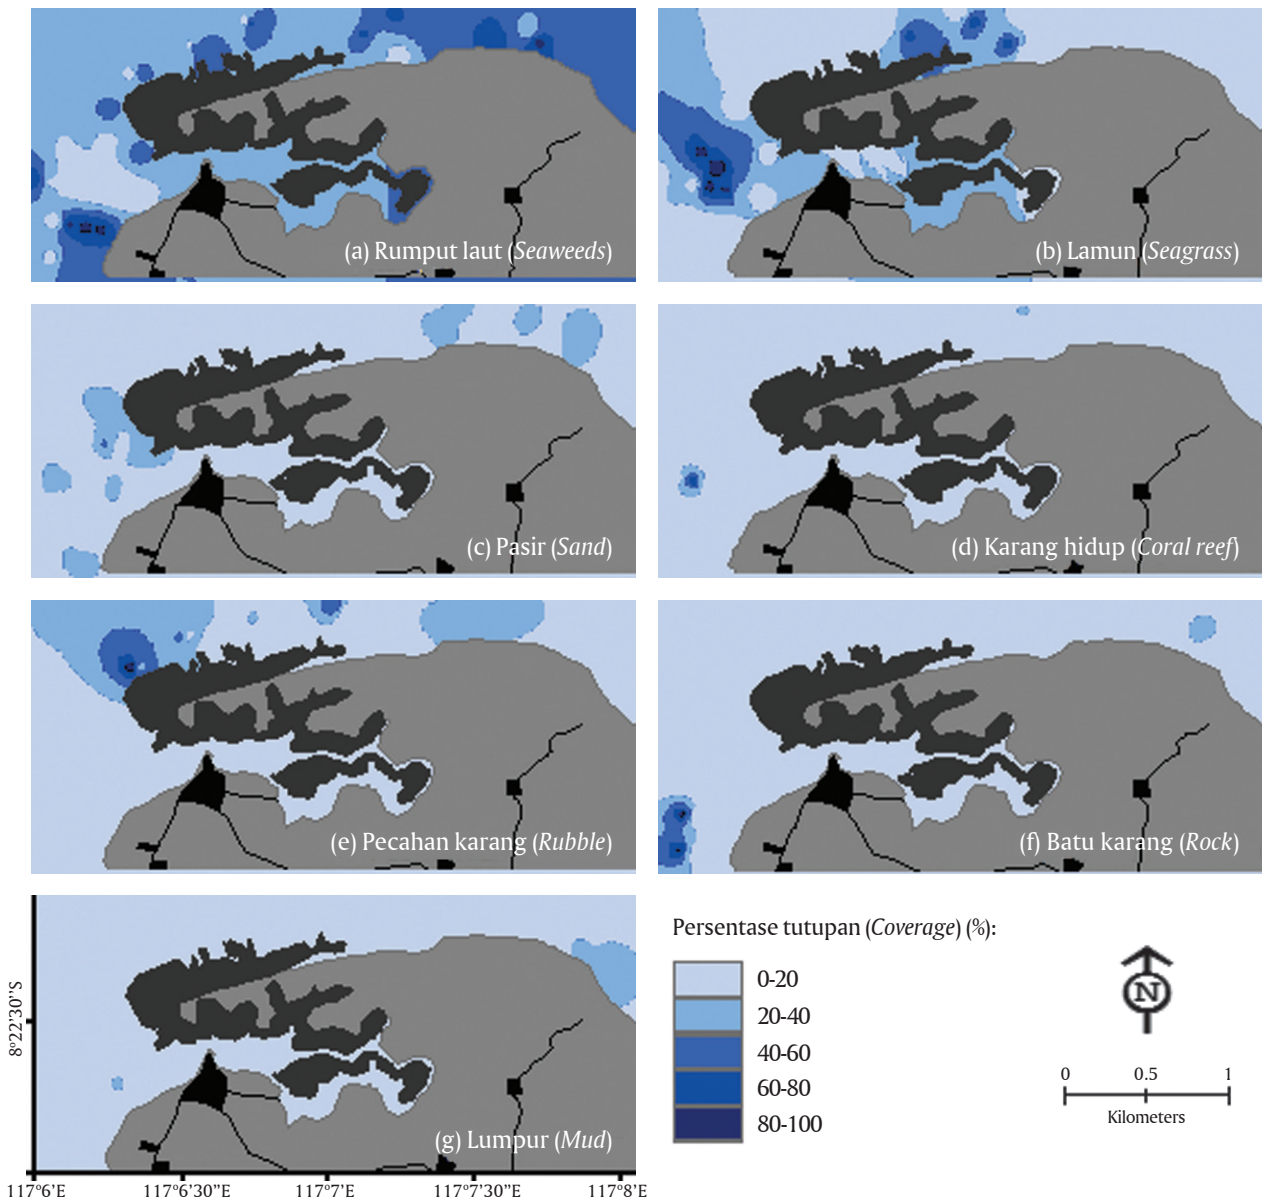 (a) Rumput laut (Seaweeds)
(b) Lamun (Seagrass)
(c) Pasir (Sand)
(d) Karang hidup (Coral reef)
(e) Pecahan karang (Rubble)
(f) Batu karang (Rock)
(g) Lumpur (Mud)
8°22'30"S
117°6'E
117°6'30"E
117°7'E
117°7'30"E
117°8'E
Persentase tutupan (Coverage) (%):
0-20
20-40
40-60
60-80
80-100
N
0 0.5 1
Kilometers